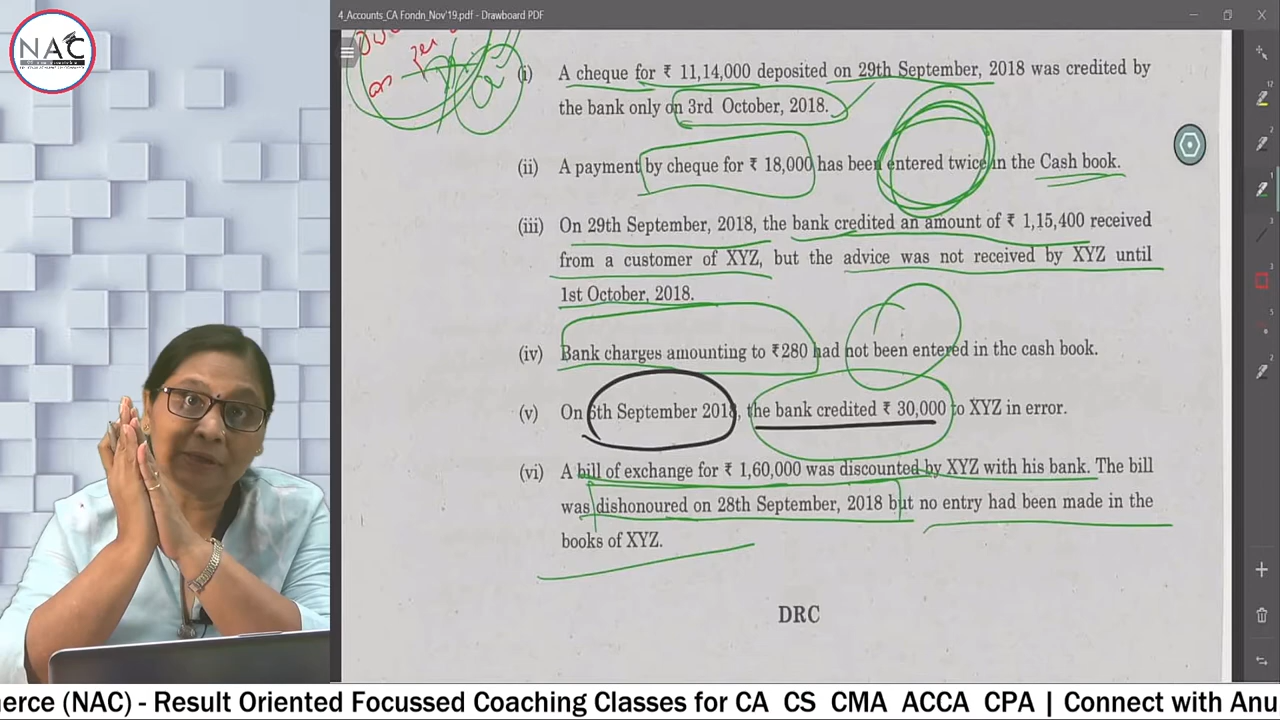 NAC
4_Accounts_CA Fondn_Nov'19.pdf - Drawboard PDF
(i) A cheque for ₹ 11,14,000 deposited on 29th September, 2018 was credited by
the bank only on 3rd October, 2018.
(ii) A payment by cheque for ₹ 18,000 has been entered twice in the Cash book.
(iii) On 29th September, 2018, the bank credited an amount of ₹ 1,15,400 received
from a customer of XYZ, but the advice was not received by XYZ until
1st October, 2018.
(iv) Bank charges amounting to ₹280 had not been entered in the cash book.
(v) On 6th September 2018, the bank credited ₹ 30,000 to XYZ in error.
(vi) A bill of exchange for ₹ 1,60,000 was discounted by XYZ with his bank. The bill
was dishonoured on 28th September, 2018 but no entry had been made in the
books of XYZ.
DRC
merce (NAC) - Result Oriented Focussed Coaching Classes for CA CS CMA ACCA CPA | Connect with Anu